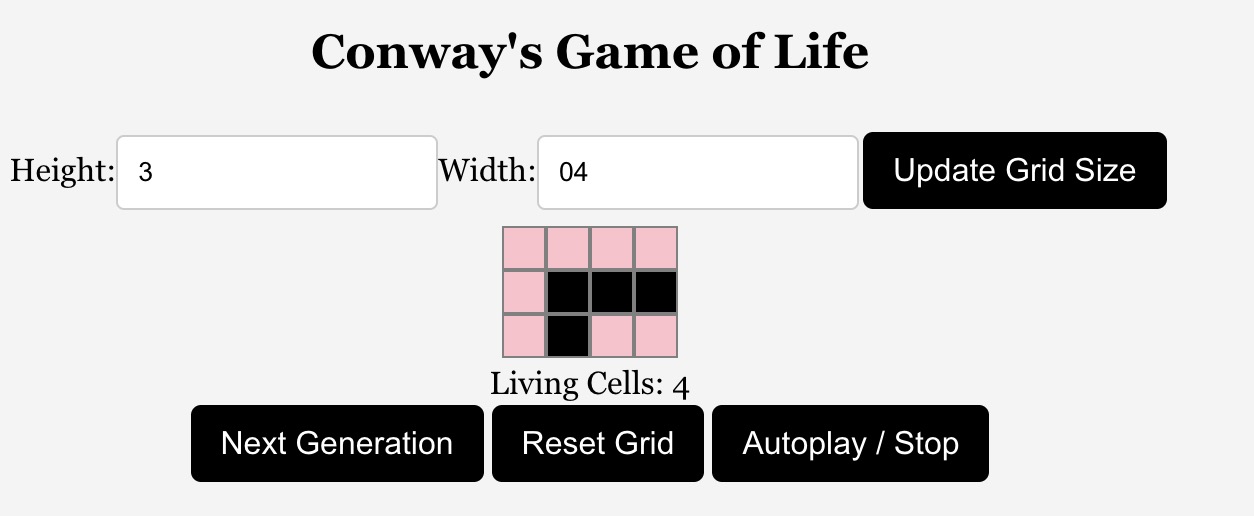 Conway's Game of Life
Height: 3 Width: 04 Update Grid Size
Living Cells: 4
Next Generation Reset Grid Autoplay / Stop